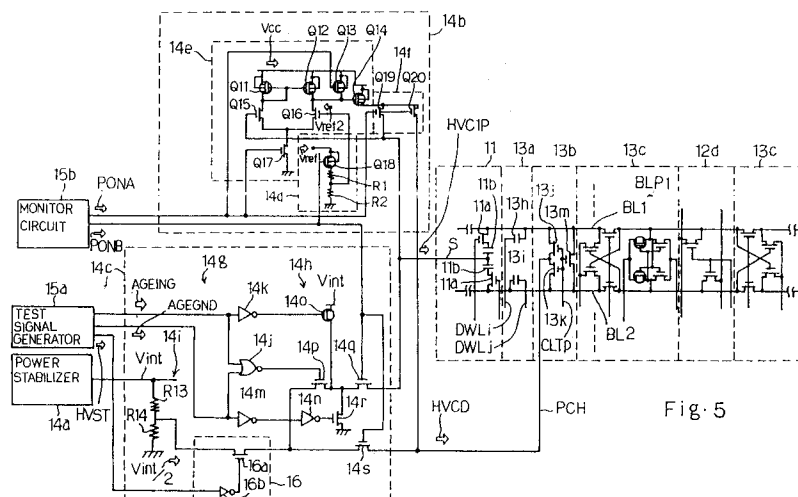 14e
Vcc
Q12
Q13
Q14
14b
14f
Q11
Q19
Q20
Q15
Q16
Vref2
HVC1P
Vref
Q18
Q17
R1
R2
14d
15b
MONITOR
CIRCUIT
PONA
PONB
11
13a
13b
13c
12d
13c
11b
11a
13h
13j
13m
BLP1
BL1
S
13i
11b
11a
13k
DWLi
DWLj
CLTP
BL2
14c
14g
14h
AGEING
Vint
15a
TEST
SIGNAL
GENERATOR
AGEGND
14k
14o
14j
14p
14q
POWER
STABILIZER
Vint
14i
14m
14n
14r
14a
HVST
R13
R14
HVCD
PCH
Fig. 5
Vint/2
16a
16
14s
16b